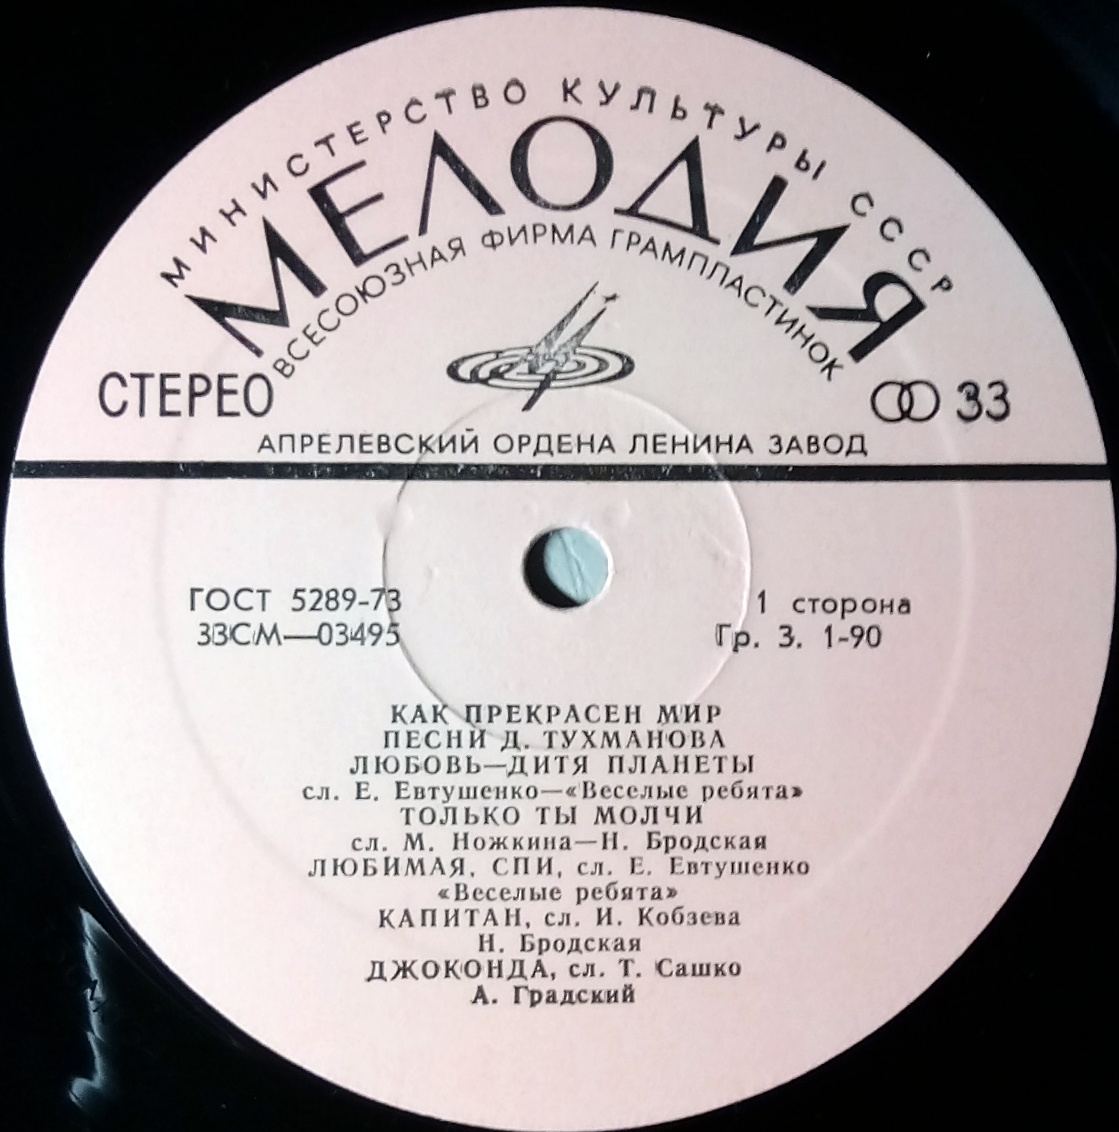 МИНИСТЕРСТВО КУЛЬТУРЫ СССР
МЕЛОДИЯ
ВСЕСОЮЗНАЯ ФИРМА ГРАМПЛАСТИНОК
СТЕРЕО
33
АПРЕЛЕВСКИЙ ОРДЕНА ЛЕНИНА ЗАВОД
ГОСТ 5289-73
33СМ—03495
1 сторона
Гр. 3. 1-90
КАК ПРЕКРАСЕН МИР
ПЕСНИ Д. ТУХМАНОВА
ЛЮБОВЬ—ДИТЯ ПЛАНЕТЫ
сл. Е. Евтушенко—«Веселые ребята»
ТОЛЬКО ТЫ МОЛЧИ
сл. М. Ножкина—Н. Бродская
ЛЮБИМАЯ, СПИ, сл. Е. Евтушенко
«Веселые ребята»
КАПИТАН, сл. И. Кобзева
Н. Бродская
ДЖОКОНДА, сл. Т. Сашко
А. Градский